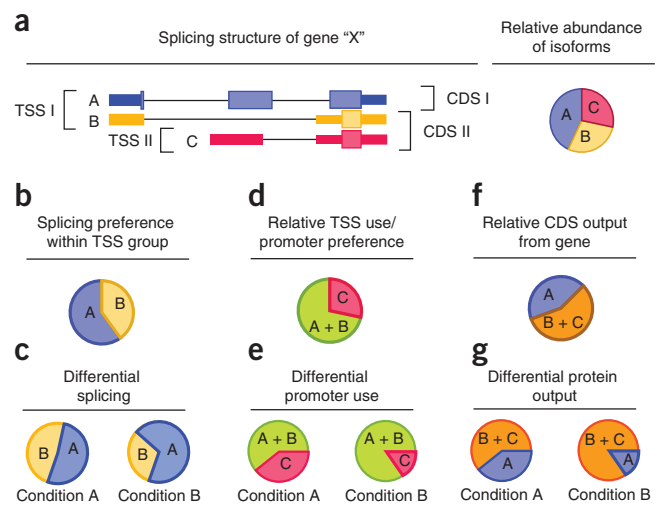 a
Splicing structure of gene “X”
Relative abundance
of isoforms
TSS I
A
B
TSS II
C
CDS I
CDS II
A
C
B
b
Splicing preference
within TSS group
A
B
d
Relative TSS use/
promoter preference
C
A + B
f
Relative CDS output
from gene
A
B + C
c
Differential
splicing
B
A
Condition A
B
A
Condition B
e
Differential
promoter use
A + B
C
Condition A
A + B
C
Condition B
g
Differential protein
output
B + C
A
Condition A
B + C
A
Condition B